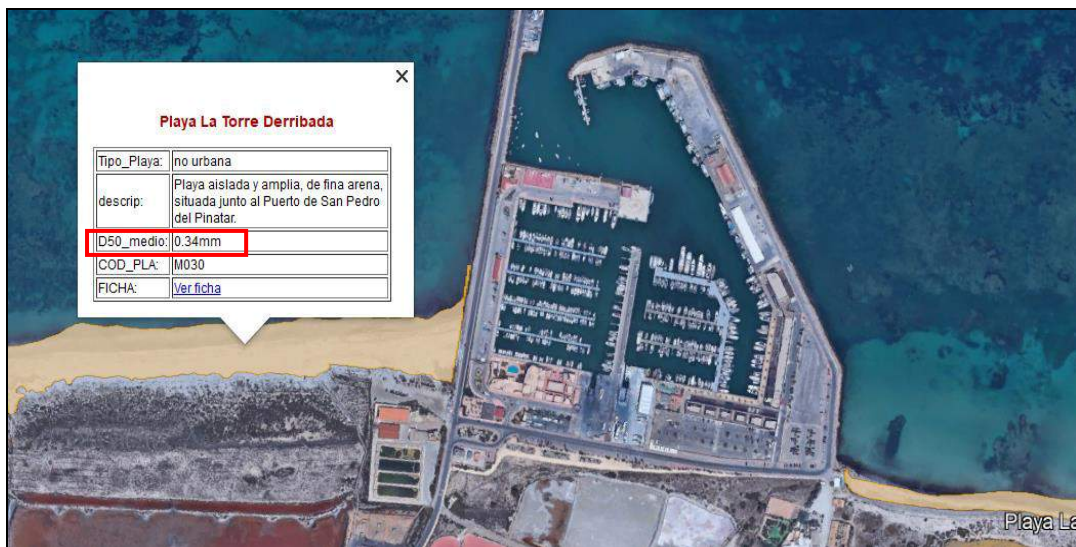 Playa La Torre Derribada
Tipo_Playa: no urbana
descrip: Playa aislada y amplia, de fina arena,
situada junto al Puerto de San Pedro
del Pinatar.
D50_medio: 0.34mm
COD_PLA: M030
FICHA: Ver ficha
Playa La